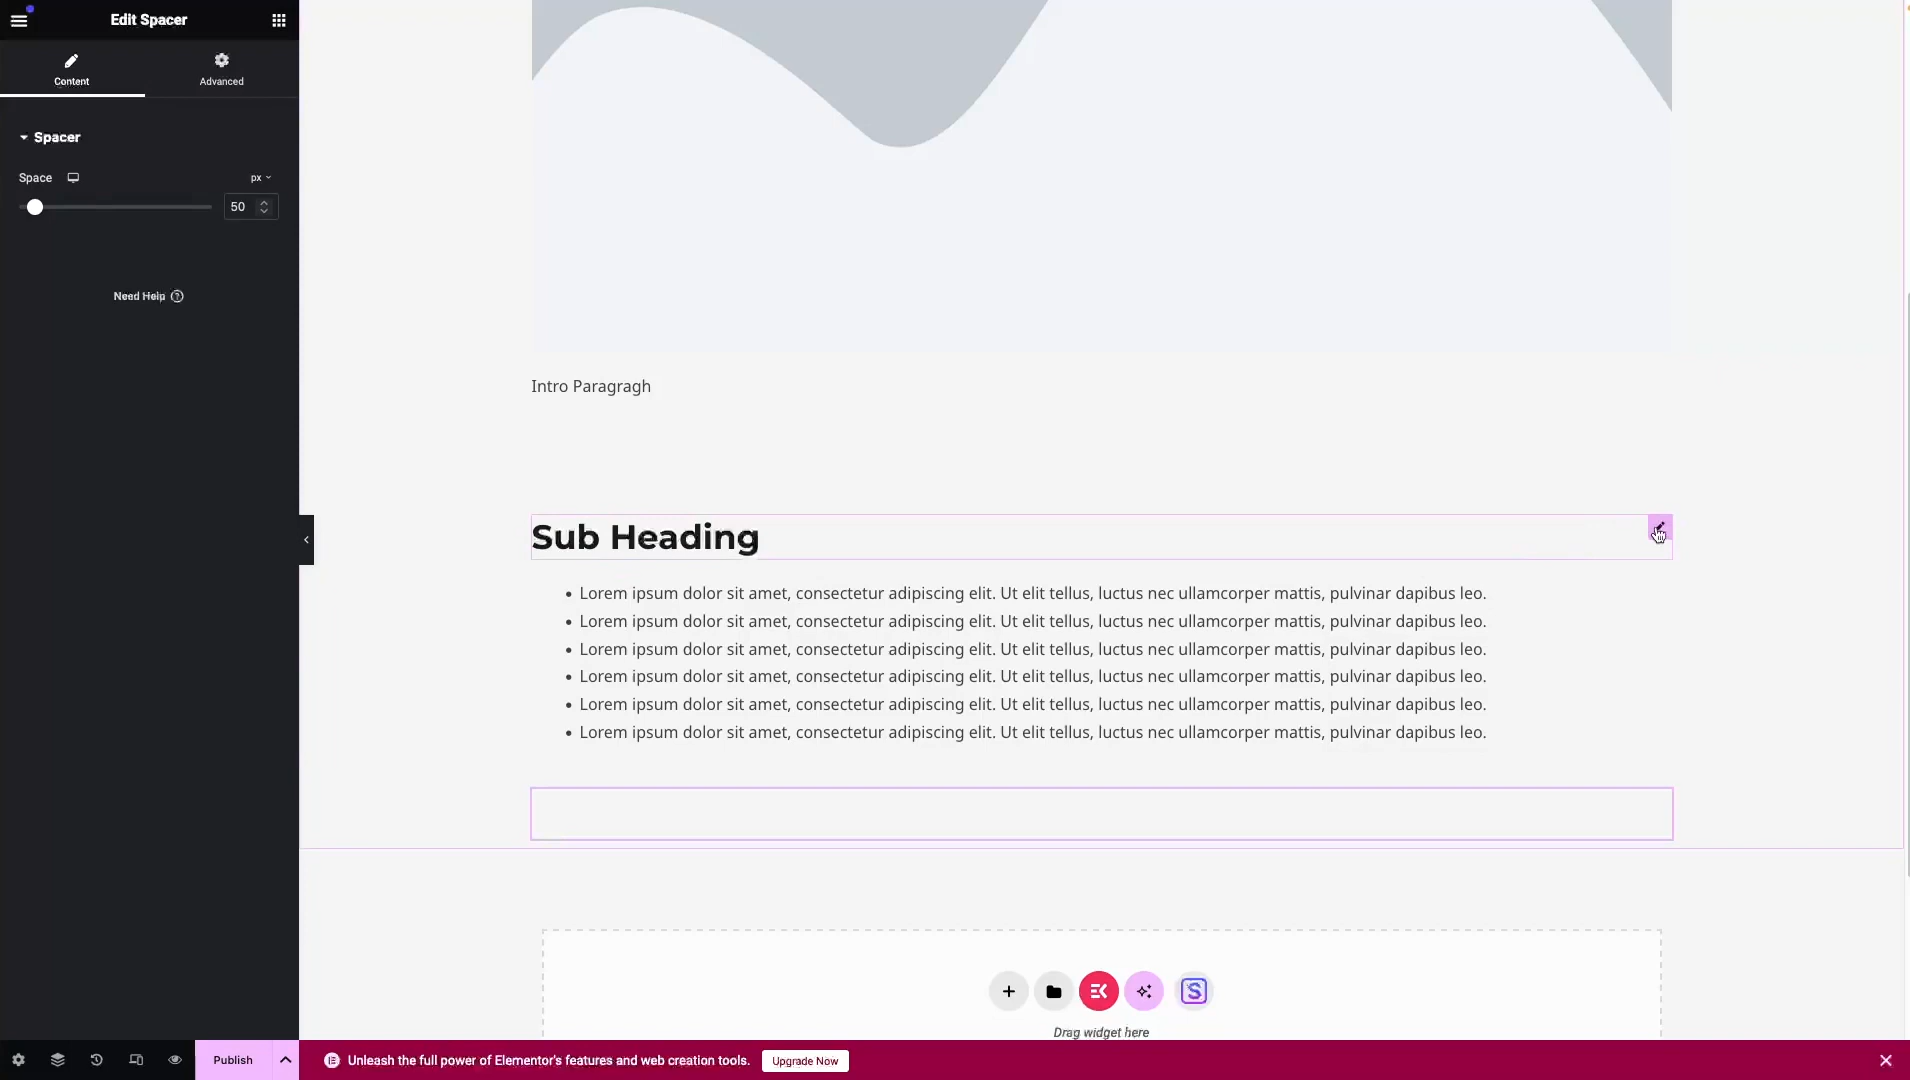 Edit Spacer
Content
Advanced
Spacer
Space
px
50
Need Help
Intro Paragragh
Sub Heading
• Lorem ipsum dolor sit amet, consectetur adipiscing elit. Ut elit tellus, luctus nec ullamcorper mattis, pulvinar dapibus leo.
• Lorem ipsum dolor sit amet, consectetur adipiscing elit. Ut elit tellus, luctus nec ullamcorper mattis, pulvinar dapibus leo.
• Lorem ipsum dolor sit amet, consectetur adipiscing elit. Ut elit tellus, luctus nec ullamcorper mattis, pulvinar dapibus leo.
• Lorem ipsum dolor sit amet, consectetur adipiscing elit. Ut elit tellus, luctus nec ullamcorper mattis, pulvinar dapibus leo.
• Lorem ipsum dolor sit amet, consectetur adipiscing elit. Ut elit tellus, luctus nec ullamcorper mattis, pulvinar dapibus leo.
• Lorem ipsum dolor sit amet, consectetur adipiscing elit. Ut elit tellus, luctus nec ullamcorper mattis, pulvinar dapibus leo.
Drag widget here
Publish
Unleash the full power of Elementor's features and web creation tools.
Upgrade Now